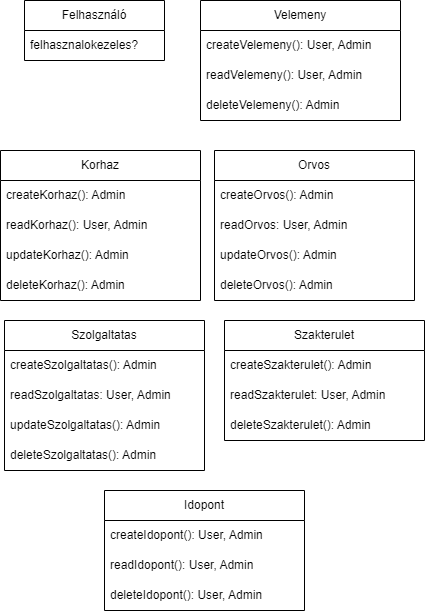 Felhasználó
felhasznalokezeles?
Velemeny
createVelemeny(): User, Admin
readVelemeny(): User, Admin
deleteVelemeny(): Admin
Korhaz
createKorhaz(): Admin
readKorhaz(): User, Admin
updateKorhaz(): Admin
deleteKorhaz(): Admin
Orvos
createOrvos(): Admin
readOrvos: User, Admin
updateOrvos(): Admin
deleteOrvos(): Admin
Szolgaltatas
createSzolgaltatas(): Admin
readSzolgaltatas: User, Admin
updateSzolgaltatas(): Admin
deleteSzolgaltatas(): Admin
Szakterulet
createSzakterulet(): Admin
readSzakterulet: User, Admin
deleteSzakterulet(): Admin
Idopont
createIdopont(): User, Admin
readIdopont(): User, Admin
deleteIdopont(): User, Admin